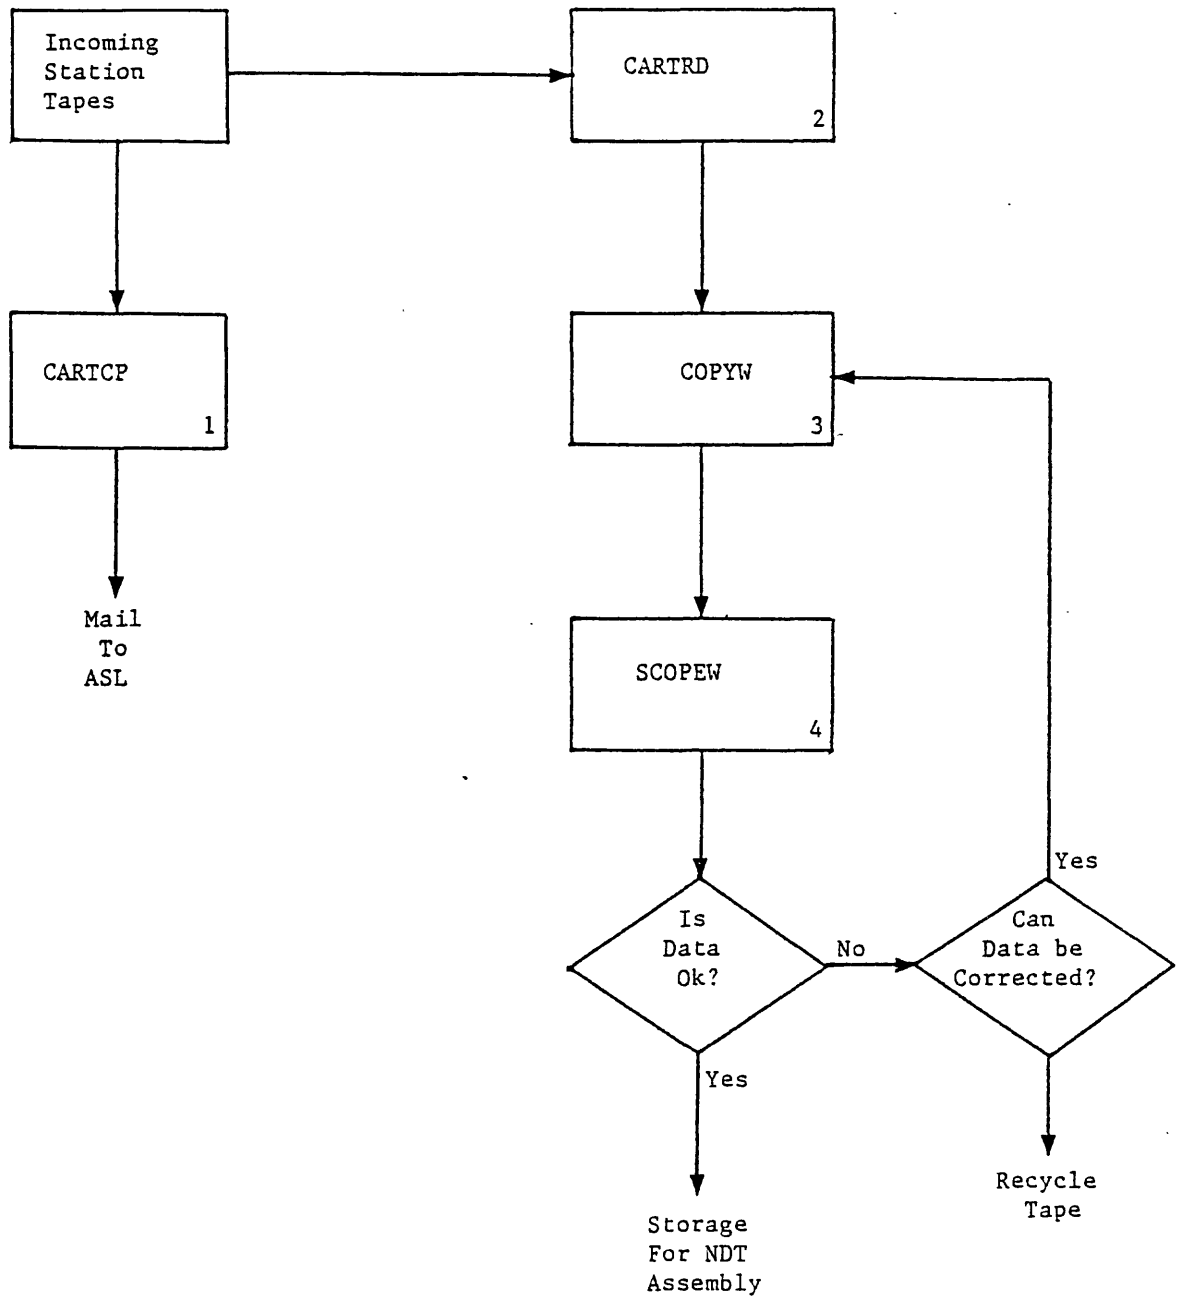 Incoming
Station
Tapes
CARTRD
2
CARTCP
1
COPYW
3
Mail
To
ASL
SCOPEW
4
Is
Data
Ok?
No
Can
Data be
Corrected?
Yes
Yes
Storage
For NDT
Assembly
Recycle
Tape